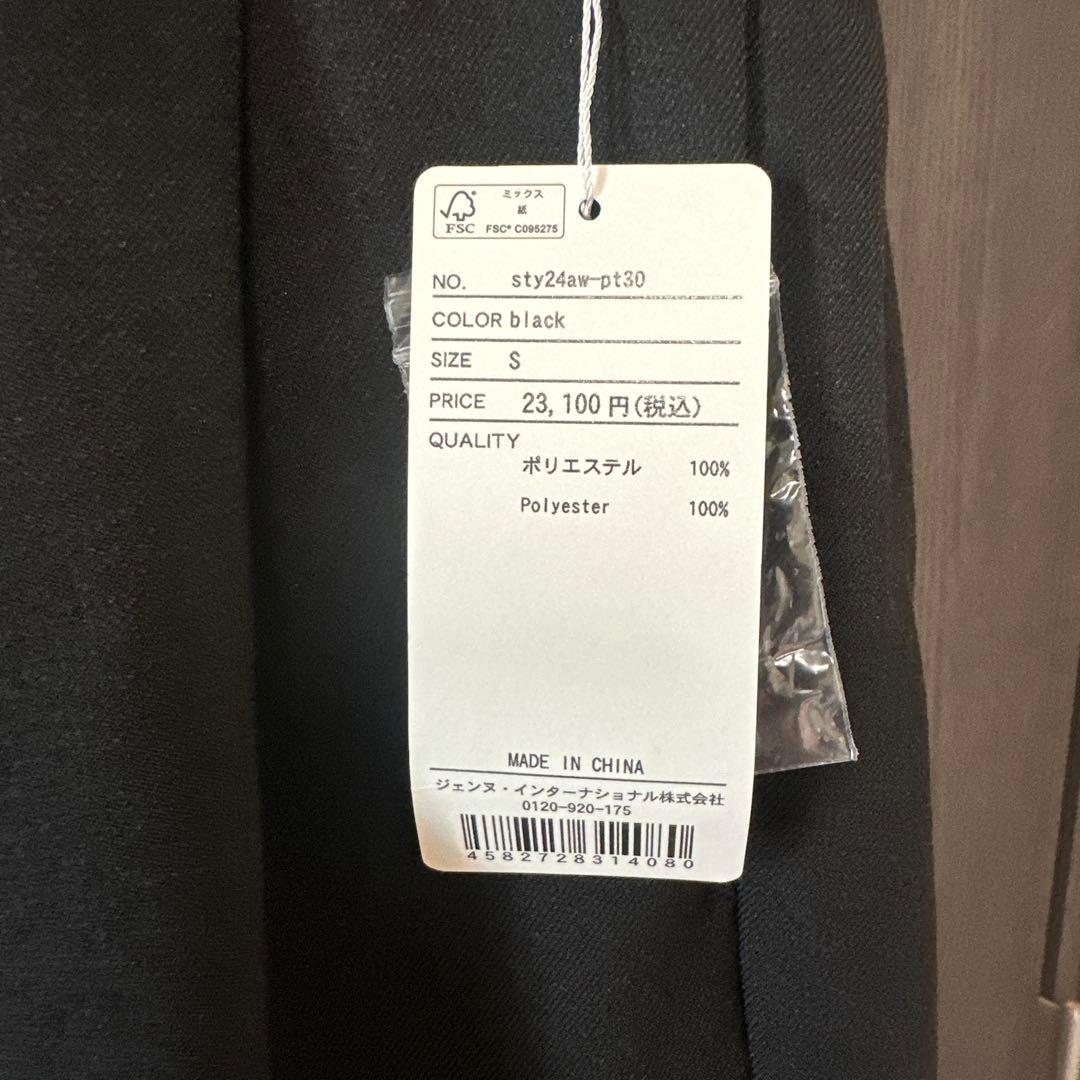 ミックス
紙
FSC
FSC® C095275
NO. sty24aw-pt30
COLOR black
SIZE S
PRICE 23,100円(税込)
QUALITY
ポリエステル 100%
Polyester 100%
MADE IN CHINA
ジェンヌ・インターナショナル株式会社
0120-920-175
4582728314080